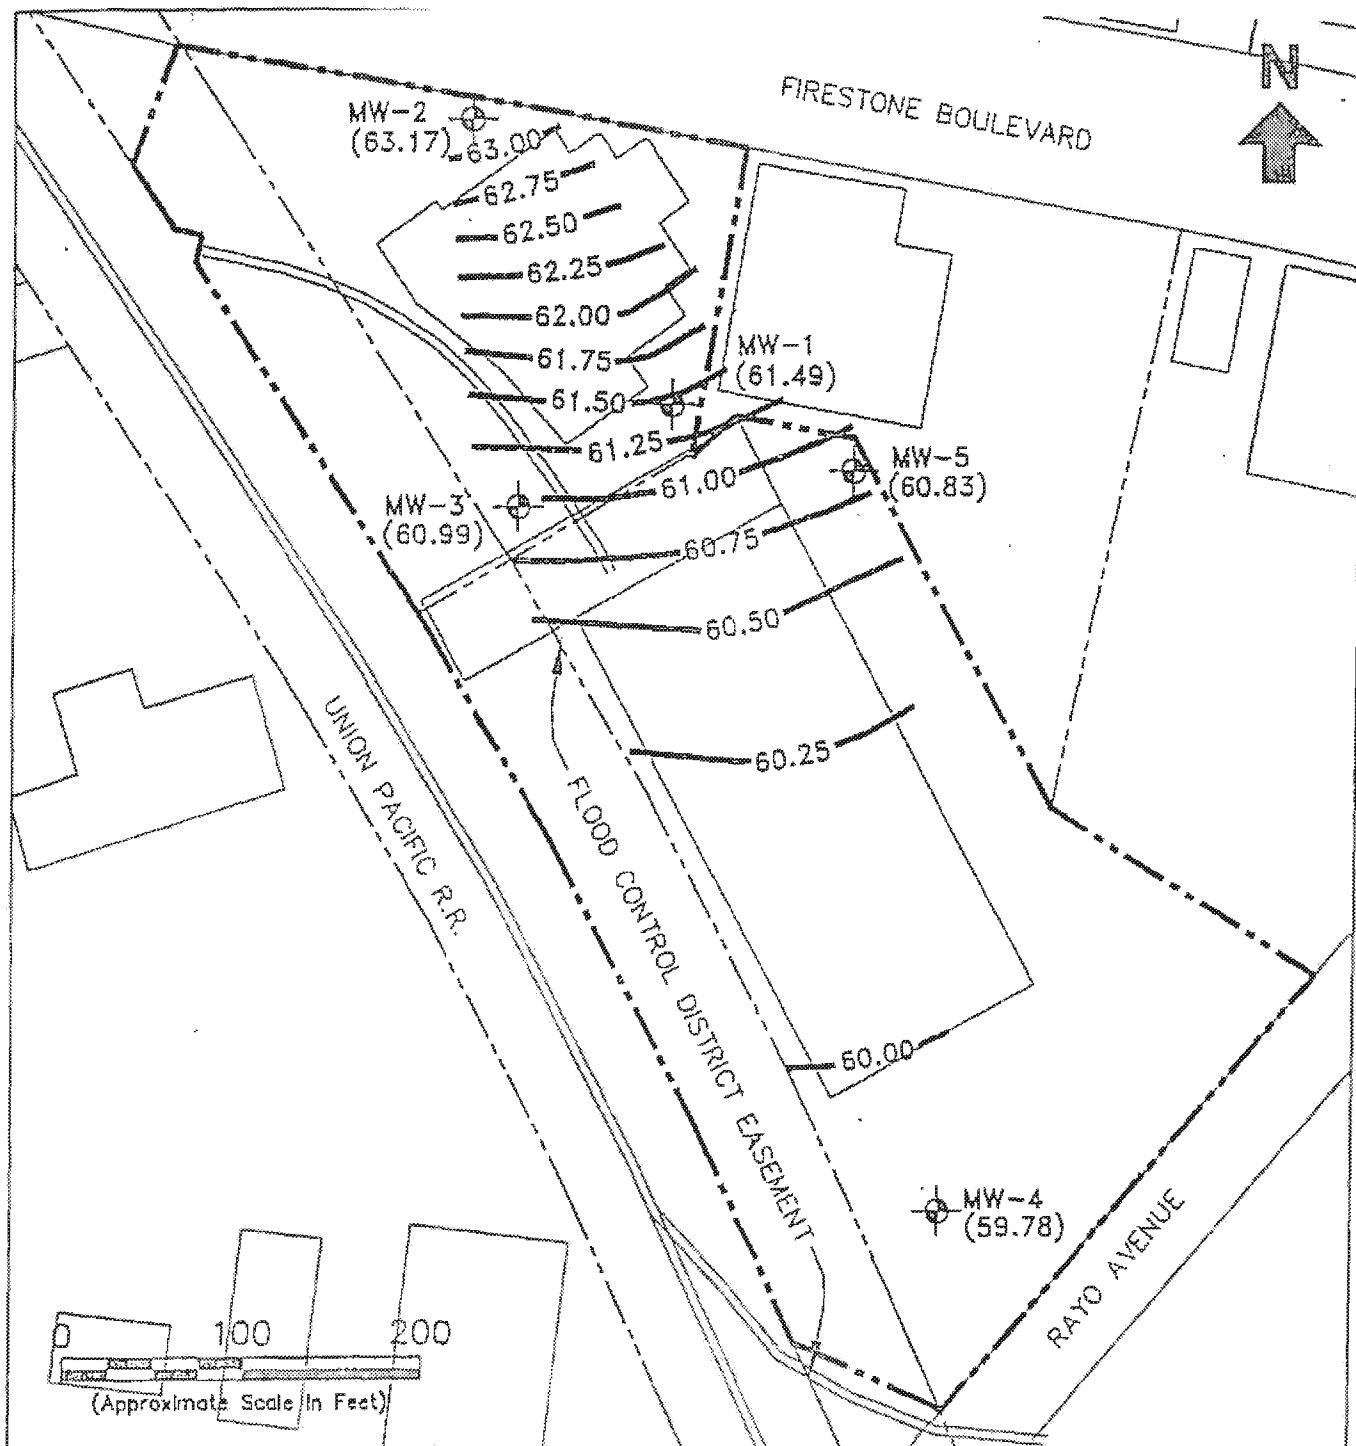 N
FIRESTONE BOULEVARD
MW-2
(63.17)
63.00
62.75
62.50
62.25
62.00
61.75
61.50
61.25
61.00
60.75
60.50
60.25
60.00
MW-1
(61.49)
MW-5
(60.83)
MW-3
(60.99)
UNION PACIFIC R.R.
FLOOD CONTROL DISTRICT EASEMENT
MW-4
(59.78)
RAYO AVENUE
0 100 200
(Approximate Scale in Feet)